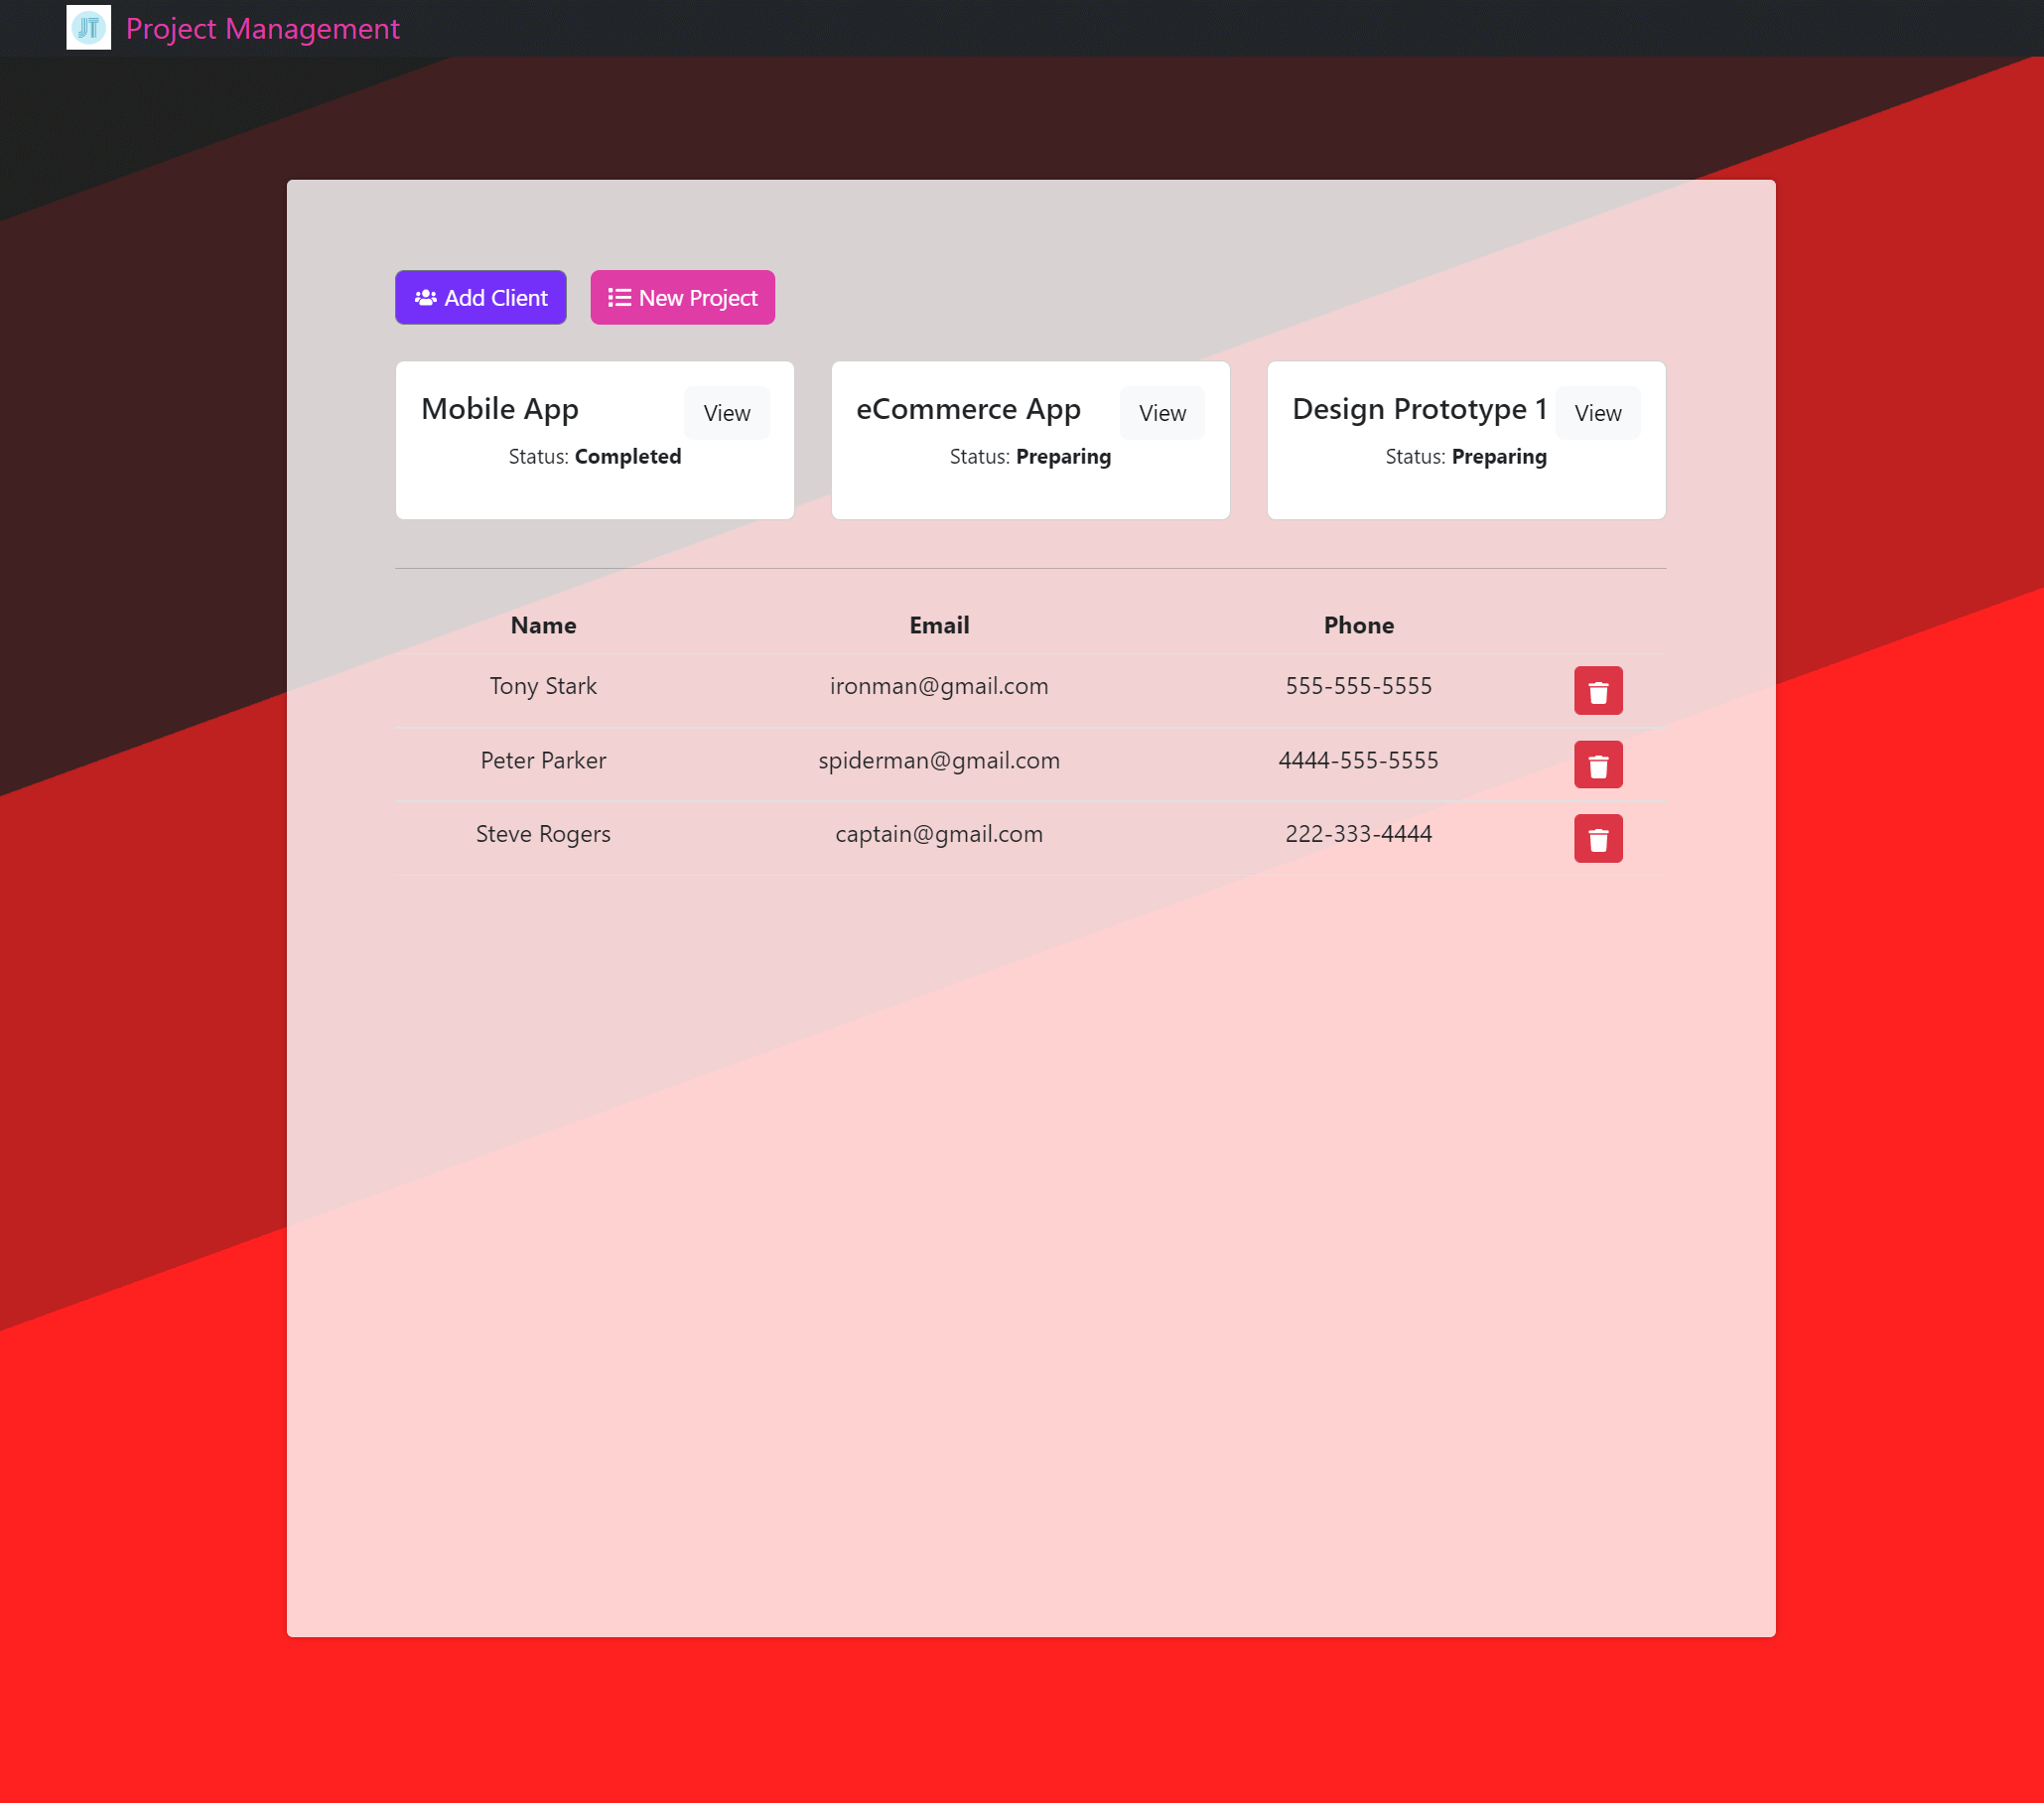 JT Project Management
Add Client New Project
Mobile App View eCommerce App View Design Prototype 1 View
Status: Completed Status: Preparing Status: Preparing
Name Email Phone
Tony Stark ironman@gmail.com 555-555-5555
Peter Parker spiderman@gmail.com 4444-555-5555
Steve Rogers captain@gmail.com 222-333-4444